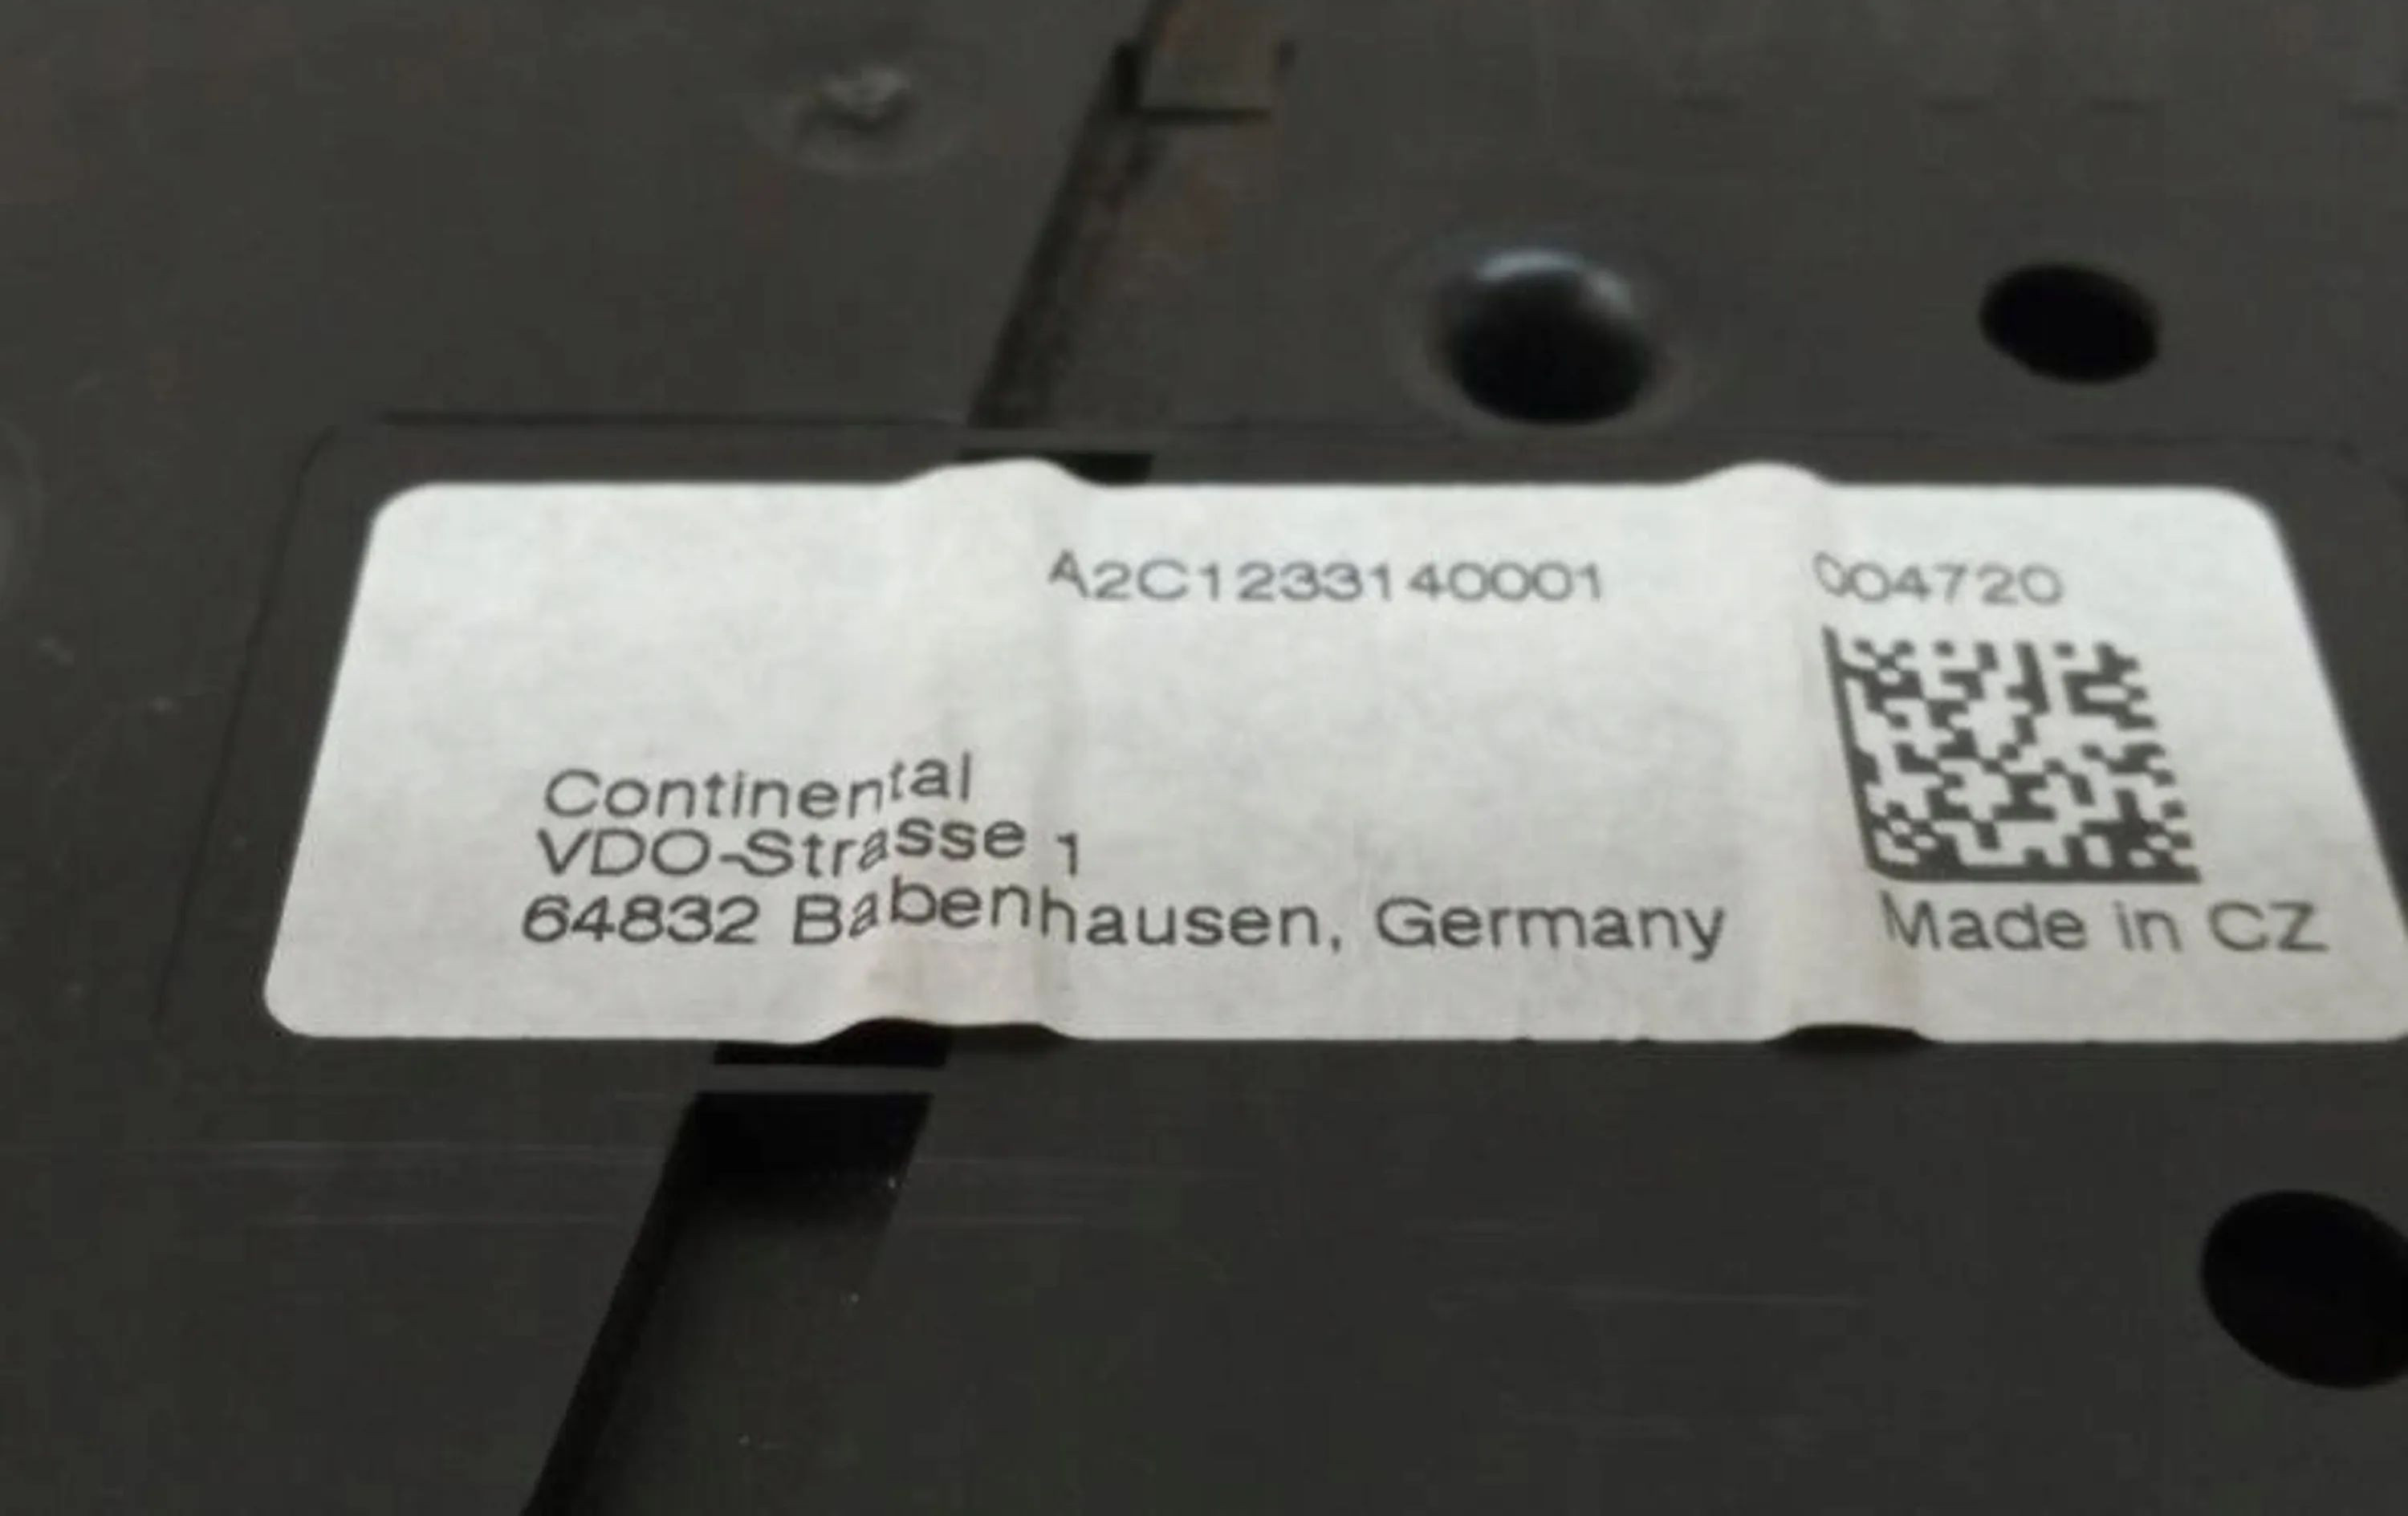 A2C1233140001 004720
Continental
VDO-Strasse 1
64832 Babenhausen, Germany
Made in CZ